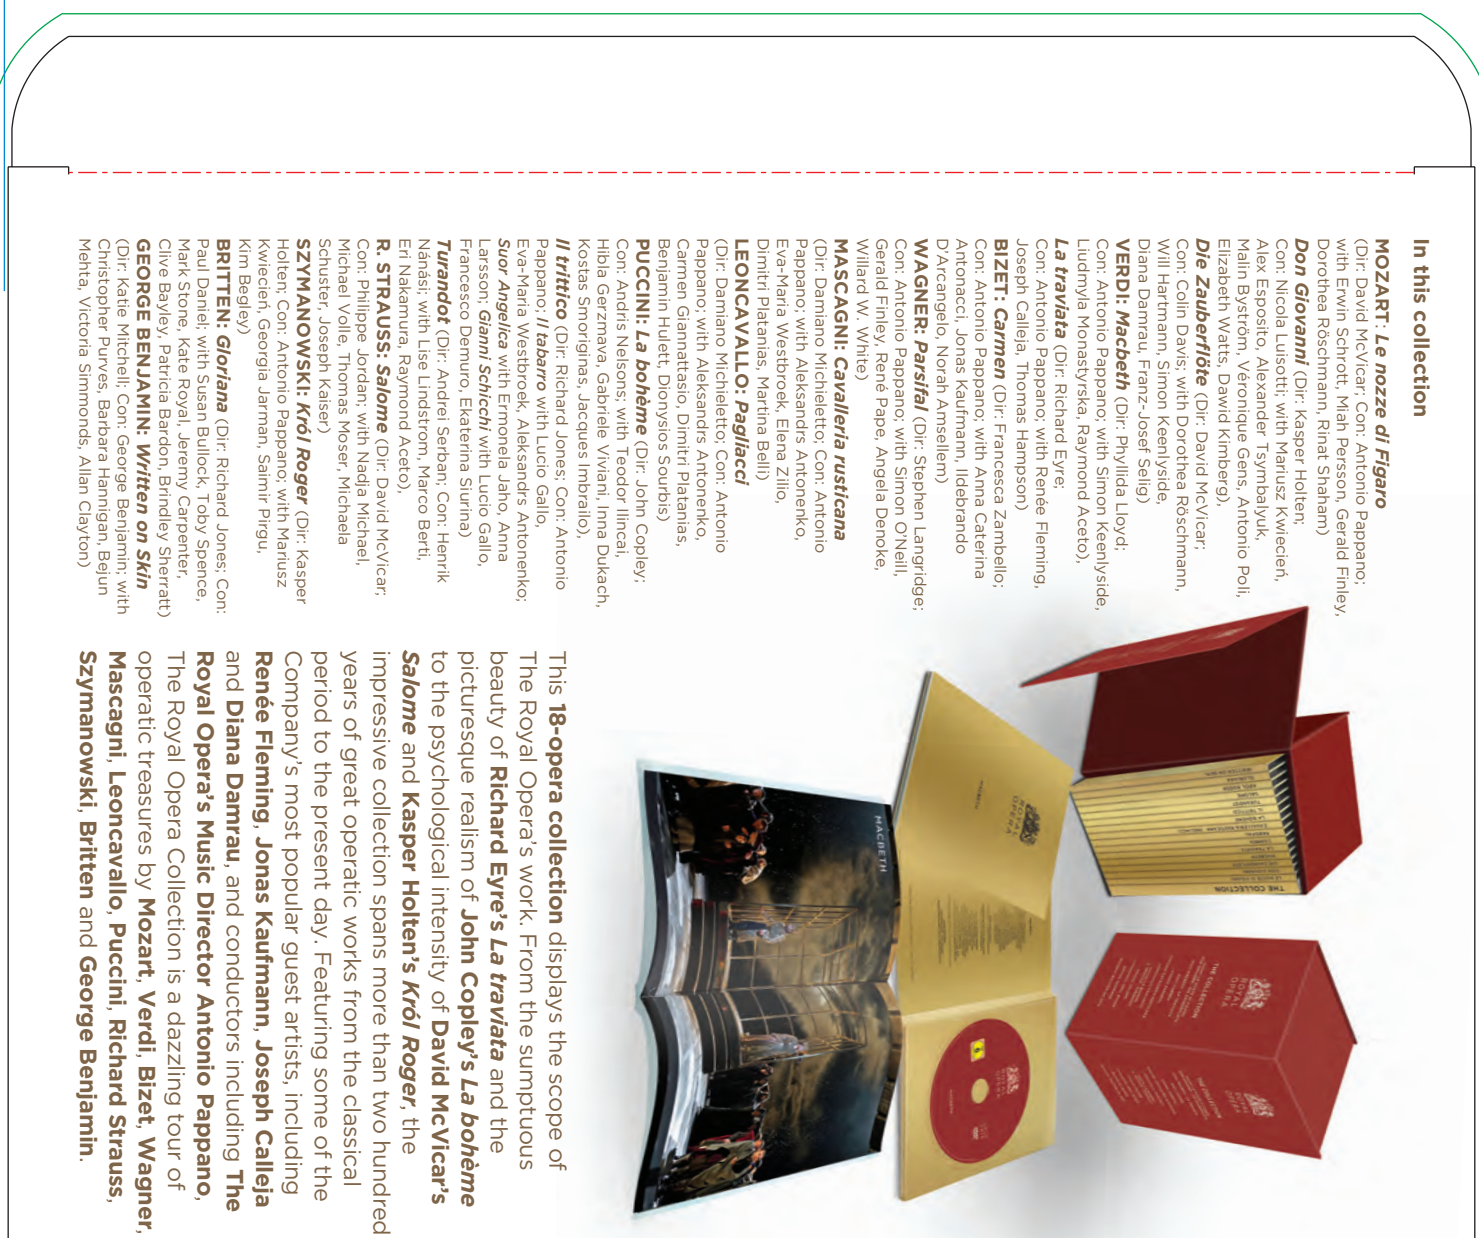 In this collection
MOZART: Le nozze di Figaro
(Dir: David McVicar; Con: Antonio Pappano;
with Erwin Schrott, Miah Persson, Gerald Finley,
Dorothea Röschmann, Rinat Shaham)
Don Giovanni (Dir: Kasper Holten;
Con: Nicola Luisotti; with Mariusz Kwiecień,
Alex Esposito, Alexander Tsymbalyuk,
Malin Byström, Véronique Gens, Antonio Poli,
Elizabeth Watts, Dawid Kimberg),
Die Zauberflöte (Dir: David McVicar;
Con: Colin Davis; with Dorothea Röschmann,
Will Hartmann, Simon Keenlyside,
Diana Damrau, Franz-Josef Selig)
VERDI: Macbeth (Dir: Phyllida Lloyd;
Con: Antonio Pappano; with Simon Keenlyside,
Liudmyla Monastyrska, Raymond Aceto),
La traviata (Dir: Richard Eyre;
Con: Antonio Pappano; with Renée Fleming,
Joseph Calleja, Thomas Hampson)
BIZET: Carmen (Dir: Francesca Zambello;
Con: Antonio Pappano; with Anna Caterina
Antonacci, Jonas Kaufmann, Ildebrando
D'Arcangelo, Norah Amsellem)
WAGNER: Parsifal (Dir: Stephen Langridge;
Con: Antonio Pappano; with Simon O'Neill,
Gerald Finley, René Pape, Angela Denoke,
Willard W. White)
MASCAGNI: Cavalleria rusticana
(Dir: Damiano Michieletto; Con: Antonio
Pappano; with Aleksandrs Antonenko,
Eva-Maria Westbroek, Elena Zilio,
Dimitri Platanias, Martina Belli)
LEONCAVALLO: Pagliacci
(Dir: Damiano Michieletto; Con: Antonio
Pappano; with Aleksandrs Antonenko,
Carmen Giannattasio, Dimitri Platanias,
Benjamin Hulett, Dionysios Sourbis)
PUCCINI: La bohème (Dir: John Copley;
Con: Andris Nelsons; with Teodor Ilincai,
Hibla Gerzmava, Gabriele Viviani, Inna Dukach,
Kostas Smoriginas, Jacques Imbrailo),
Il trittico (Dir: Richard Jones; Con: Antonio
Pappano; Il tabarro with Lucio Gallo,
Eva-Maria Westbroek, Aleksandrs Antonenko;
Suor Angelica with Ermonela Jaho, Anna
Larsson; Gianni Schicchi with Lucio Gallo,
Francesco Demuro, Ekaterina Siurina)
Turandot (Dir: Andrei Serban; Con: Henrik
Nánási; with Lise Lindstrom, Marco Berti,
Eri Nakamura, Raymond Aceto),
R. STRAUSS: Salome (Dir: David McVicar;
Con: Philippe Jordan; with Nadja Michael,
Michael Volle, Thomas Moser, Michaela
Schuster, Joseph Kaiser)
SZYMANOWSKI: Król Roger (Dir: Kasper
Holten; Con: Antonio Pappano; with Mariusz
Kwiecień, Georgia Jarman, Saimir Pirgu,
Kim Begley)
BRITTEN: Gloriana (Dir: Richard Jones; Con:
Paul Daniel; with Susan Bullock, Toby Spence,
Mark Stone, Kate Royal, Jeremy Carpenter,
Clive Bayley, Patricia Bardon, Brindley Sherratt)
GEORGE BENJAMIN: Written on Skin
(Dir: Katie Mitchell; Con: George Benjamin; with
Christopher Purves, Barbara Hannigan, Bejun
Mehta, Victoria Simmonds, Allan Clayton)
This 18-opera collection displays the scope of
The Royal Opera's work. From the sumptuous
beauty of Richard Eyre's La traviata and the
picturesque realism of John Copley's La bohème
to the psychological intensity of David McVicar's
Salome and Kasper Holten's Król Roger, the
impressive collection spans more than two hundred
years of great operatic works from the classical
period to the present day. Featuring some of the
Company's most popular guest artists, including
Renée Fleming, Jonas Kaufmann, Joseph Calleja
and Diana Damrau, and conductors including The
Royal Opera's Music Director Antonio Pappano,
The Royal Opera Collection is a dazzling tour of
operatic treasures by Mozart, Verdi, Bizet, Wagner,
Mascagni, Leoncavallo, Puccini, Richard Strauss,
Szymanowski, Britten and George Benjamin.
THE COLLECTION
ROYAL
OPERA
THE COLLECTION
ROYAL
OPERA
THE COLLECTION
ROYAL
OPERA
MACBETH
ROYAL
OPERA
MACBETH